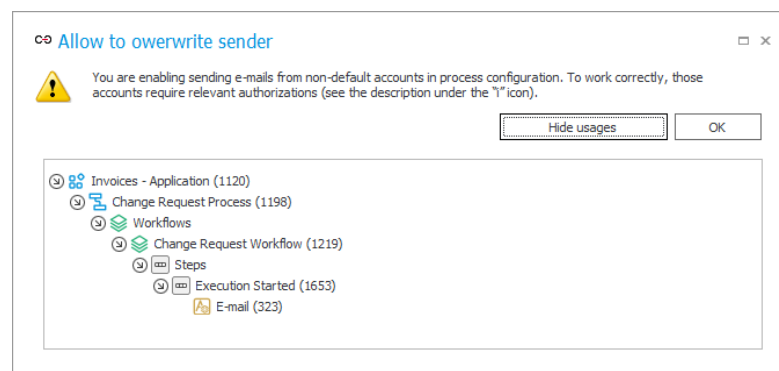 Allow to owerwrite sender
You are enabling sending e-mails from non-default accounts in process configuration. To work correctly, those
accounts require relevant authorizations (see the description under the "i" icon).
Hide usages OK
Invoices - Application (1120)
Change Request Process (1198)
Workflows
Change Request Workflow (1219)
Steps
Execution Started (1653)
E-mail (323)